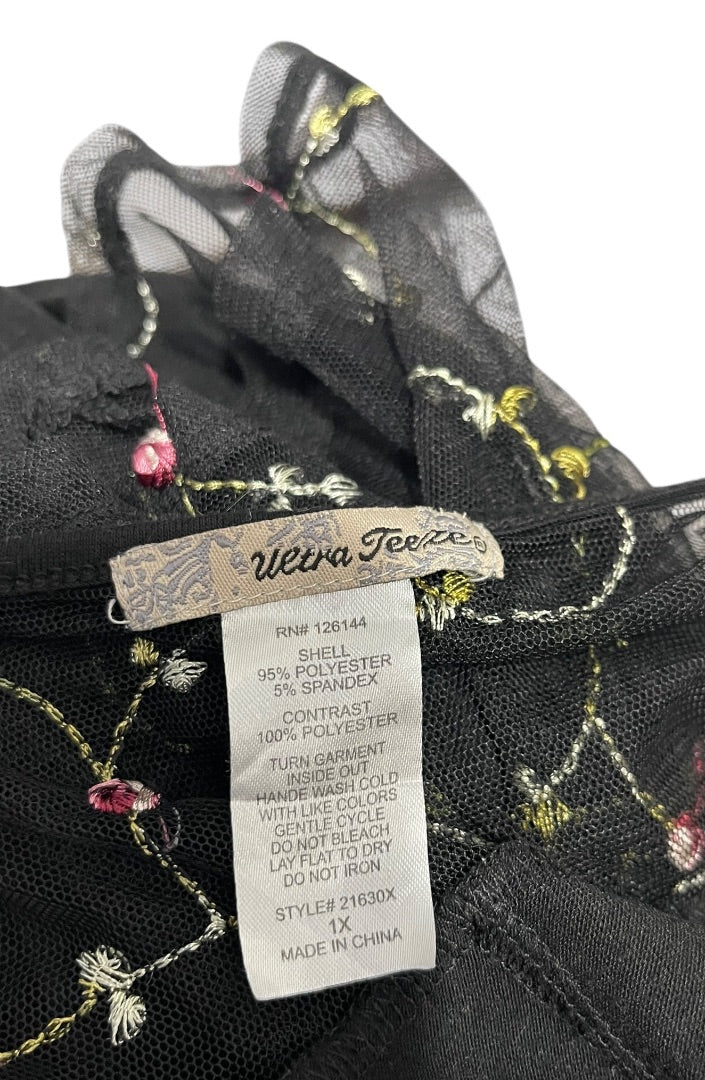 Ultra Teeze®
RN# 126144
SHELL
95% POLYESTER
5% SPANDEX
CONTRAST
100% POLYESTER
TURN GARMENT
INSIDE OUT
HANDE WASH COLD
WITH LIKE COLORS
GENTLE CYCLE
DO NOT BLEACH
LAY FLAT TO DRY
DO NOT IRON
STYLE# 21630X
1X
MADE IN CHINA